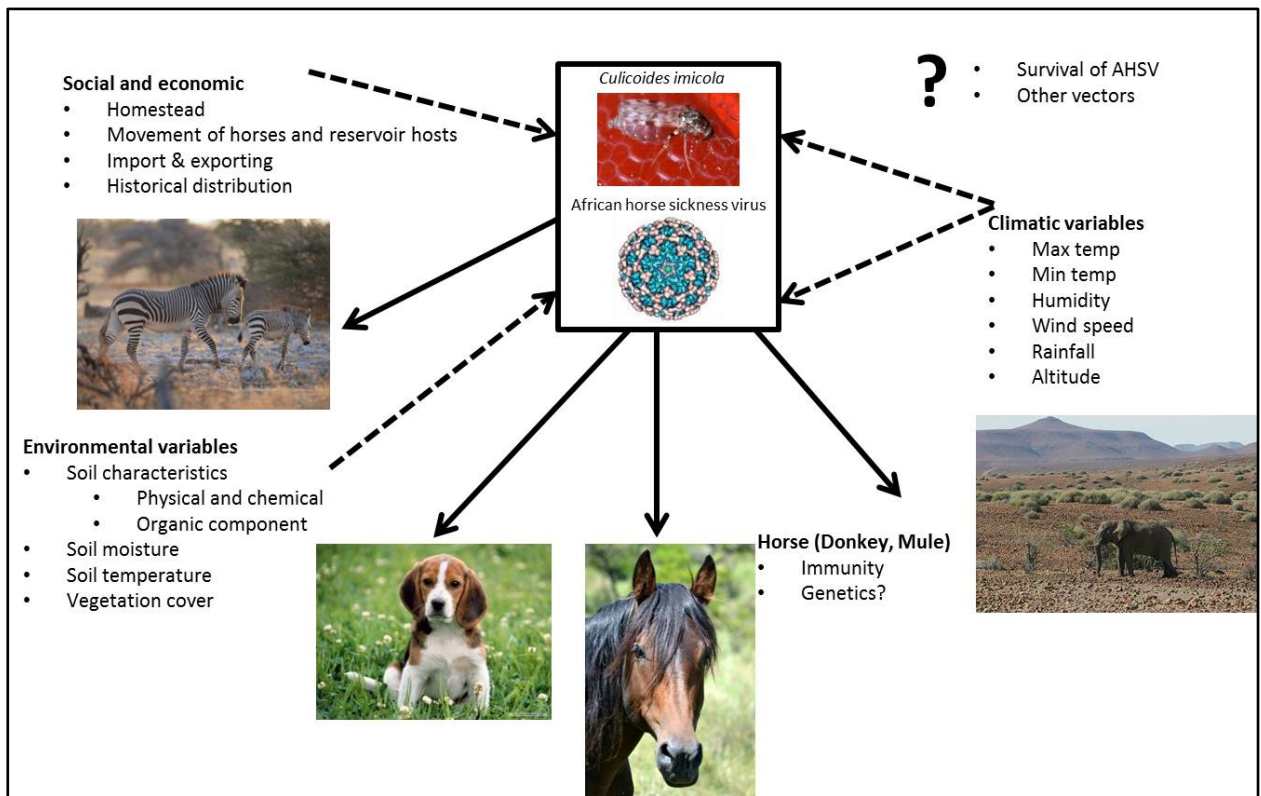 Social and economic
• Homestead
• Movement of horses and reservoir hosts
• Import & exporting
• Historical distribution
Culicoides imicola
African horse sickness virus
?
• Survival of AHSV
• Other vectors
Climatic variables
• Max temp
• Min temp
• Humidity
• Wind speed
• Rainfall
• Altitude
Environmental variables
• Soil characteristics
• Physical and chemical
• Organic component
• Soil moisture
• Soil temperature
• Vegetation cover
Horse (Donkey, Mule)
• Immunity
• Genetics?